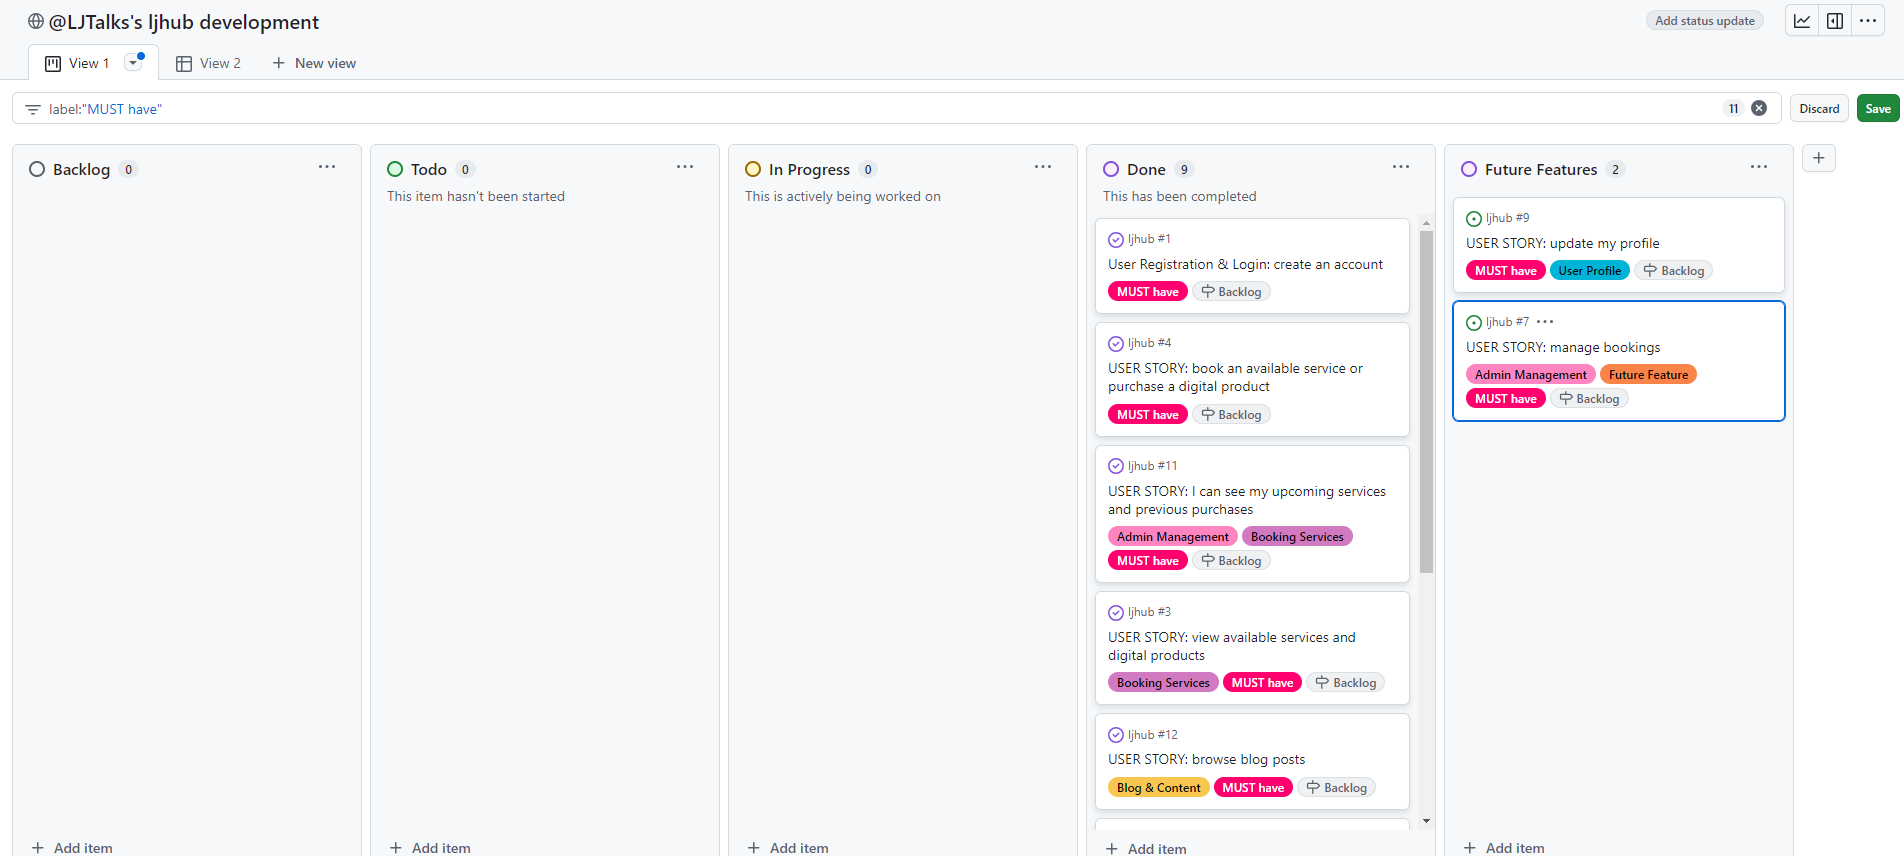 @LJTalks's ljhub development
Add status update
View 1
View 2
New view
label:"MUST have"
11
Discard
Save
Backlog 0
Add item
Todo 0
This item hasn't been started
Add item
In Progress 0
This is actively being worked on
Add item
Done 9
This has been completed
ljhub #1
User Registration & Login: create an account
MUST have Backlog
ljhub #4
USER STORY: book an available service or
purchase a digital product
MUST have Backlog
ljhub #11
USER STORY: I can see my upcoming services
and previous purchases
Admin Management Booking Services
MUST have Backlog
ljhub #3
USER STORY: view available services and
digital products
Booking Services MUST have Backlog
ljhub #12
USER STORY: browse blog posts
Blog & Content MUST have Backlog
Add item
Future Features 2
ljhub #9
USER STORY: update my profile
MUST have User Profile Backlog
ljhub #7
USER STORY: manage bookings
Admin Management Future Feature
MUST have Backlog
Add item